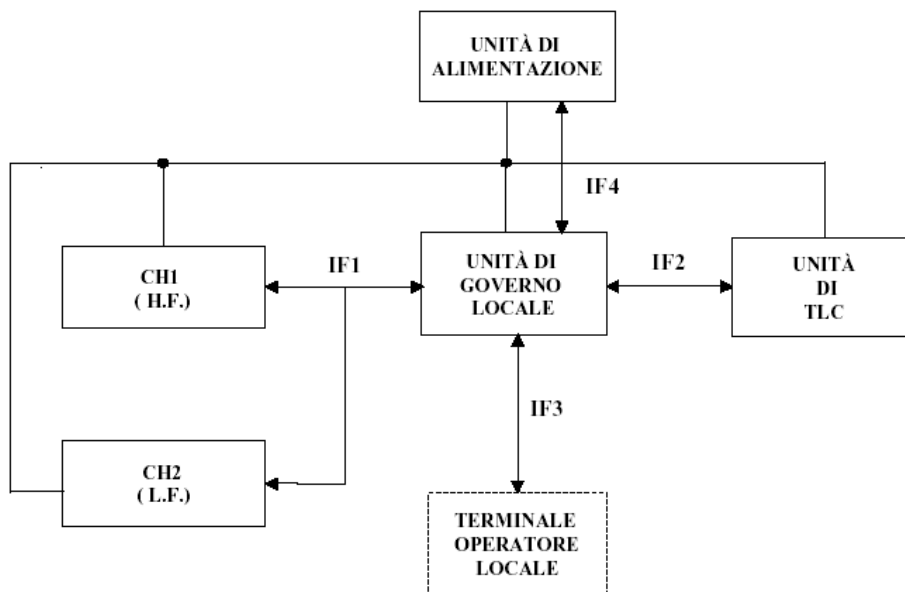 UNITÀ DI
ALIMENTAZIONE
IF4
CH1
( H.F.)
IF1
UNITÀ DI
GOVERNO
LOCALE
IF2
UNITÀ
DI
TLC
IF3
CH2
( L.F.)
TERMINALE
OPERATORE
LOCALE